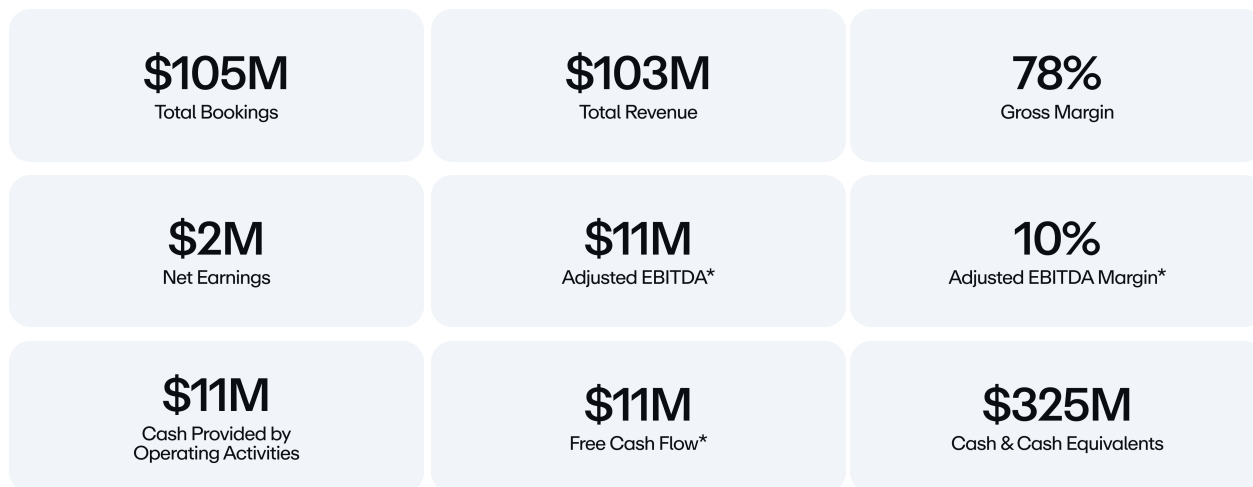 $105M
Total Bookings
$103M
Total Revenue
78%
Gross Margin
$2M
Net Earnings
$11M
Adjusted EBITDA*
10%
Adjusted EBITDA Margin*
$11M
Cash Provided by
Operating Activities
$11M
Free Cash Flow*
$325M
Cash & Cash Equivalents